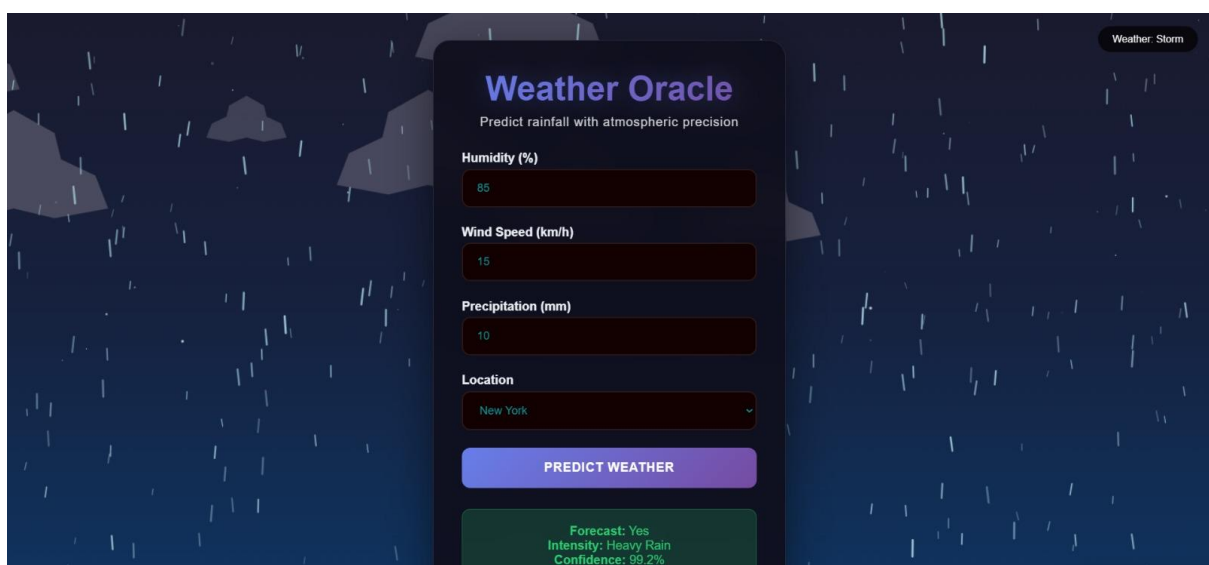 Weather: Storm
Weather Oracle
Predict rainfall with atmospheric precision
Humidity (%)
85
Wind Speed (km/h)
15
Precipitation (mm)
10
Location
New York
PREDICT WEATHER
Forecast: Yes
Intensity: Heavy Rain
Confidence: 99.2%